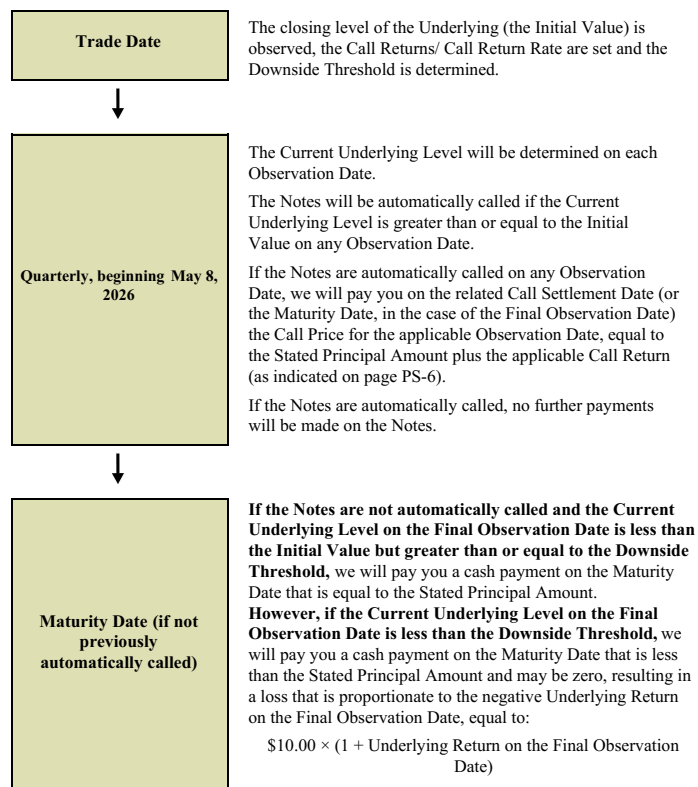 Trade Date
The closing level of the Underlying (the Initial Value) is
observed, the Call Returns/ Call Return Rate are set and the
Downside Threshold is determined.
Quarterly, beginning May 8,
2026
The Current Underlying Level will be determined on each
Observation Date.
The Notes will be automatically called if the Current
Underlying Level is greater than or equal to the Initial
Value on any Observation Date.
If the Notes are automatically called on any Observation
Date, we will pay you on the related Call Settlement Date (or
the Maturity Date, in the case of the Final Observation Date)
the Call Price for the applicable Observation Date, equal to
the Stated Principal Amount plus the applicable Call Return
(as indicated on page PS-6).
If the Notes are automatically called, no further payments
will be made on the Notes.
Maturity Date (if not
previously
automatically called)
If the Notes are not automatically called and the Current
Underlying Level on the Final Observation Date is less than
the Initial Value but greater than or equal to the Downside
Threshold, we will pay you a cash payment on the Maturity
Date that is equal to the Stated Principal Amount.
However, if the Current Underlying Level on the Final
Observation Date is less than the Downside Threshold, we
will pay you a cash payment on the Maturity Date that is less
than the Stated Principal Amount and may be zero, resulting in
a loss that is proportionate to the negative Underlying Return
on the Final Observation Date, equal to:
$10.00 × (1 + Underlying Return on the Final Observation
Date)